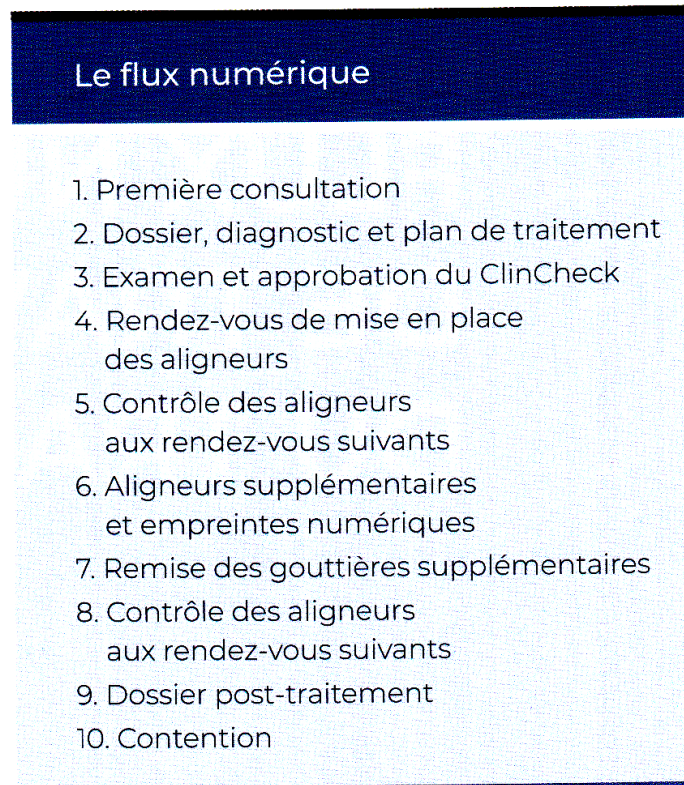 Le flux numérique
1. Première consultation
2. Dossier, diagnostic et plan de traitement
3. Examen et approbation du ClinCheck
4. Rendez-vous de mise en place
des aligneurs
5. Contrôle des aligneurs
aux rendez-vous suivants
6. Aligneurs supplémentaires
et empreintes numériques
7. Remise des gouttières supplémentaires
8. Contrôle des aligneurs
aux rendez-vous suivants
9. Dossier post-traitement
10. Contention